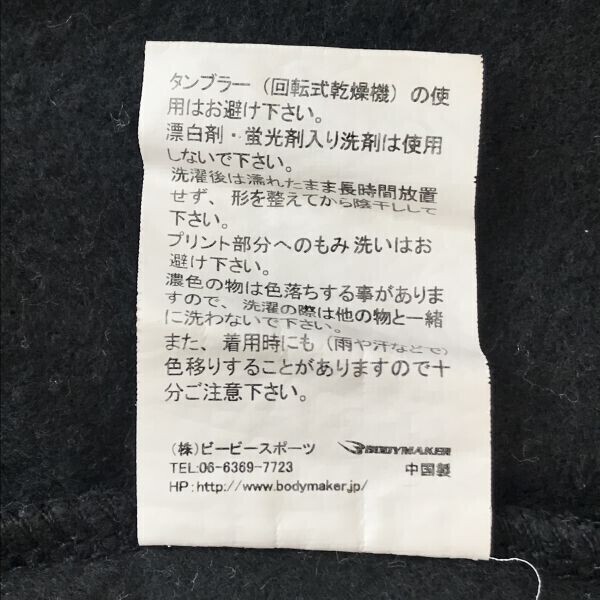 タンブラー（回転式乾燥機）の使
用はお避け下さい。
漂白剤・蛍光剤入り洗剤は使用
しないで下さい。
洗濯後は濡れたまま長時間放置
せず、形を整えてから陰干しして
下さい。
プリント部分へのもみ洗いはお
避け下さい。
濃色の物は色落ちする事がありま
すので、洗濯の際は他の物と一緒
に洗わないで下さい。
また、着用時にも（雨や汗などで）
色移りすることがありますので十
分ご注意下さい。
（株）ビービースポーツ
BODYMAKER
TEL:06-6369-7723
中国製
HP:http://www.bodymaker.jp/